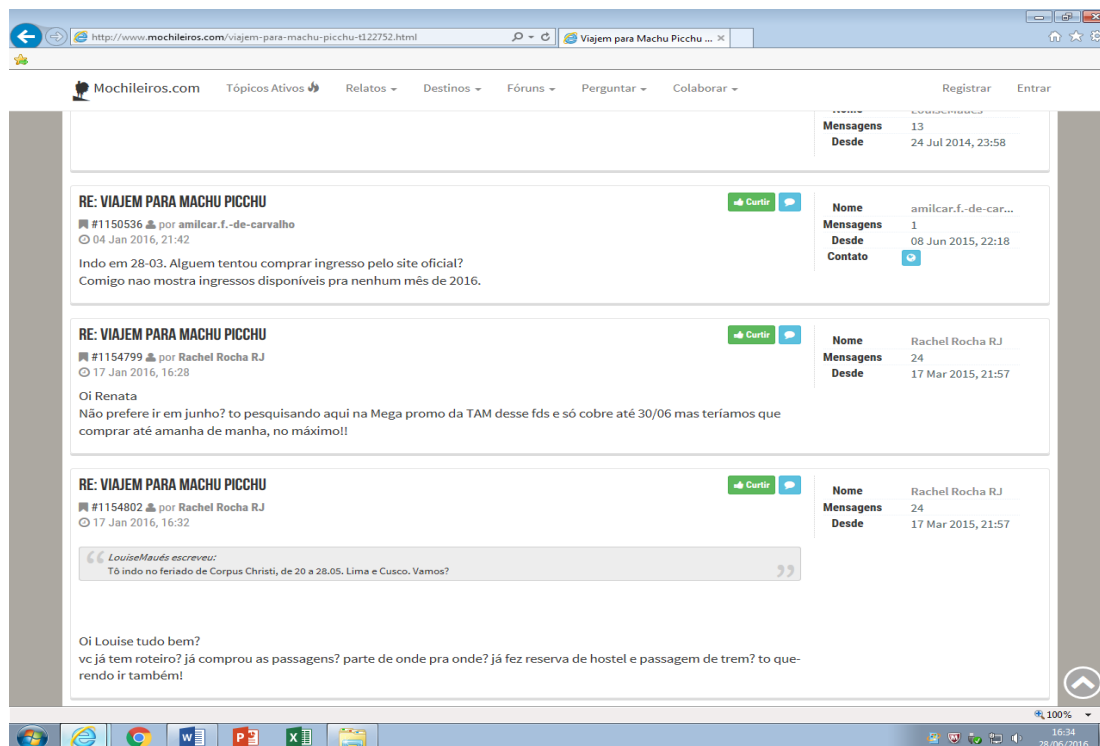 http://www.mochileiros.com/viajem-para-machu-picchu-t122752.html
Viajem para Machu Picchu ...
Mochileiros.com Tópicos Ativos Relatos Destinos Fóruns Perguntar Colaborar Registrar Entrar
Nome LouiseMaués
Mensagens 13
Desde 24 Jul 2014, 23:58
RE: VIAJEM PARA MACHU PICCHU
Curtir
#1150536 por amilcar.f.-de-carvalho
04 Jan 2016, 21:42
Indo em 28-03. Alguem tentou comprar ingresso pelo site oficial?
Comigo nao mostra ingressos disponíveis pra nenhum mês de 2016.
Nome amilcar.f.-de-car...
Mensagens 1
Desde 08 Jun 2015, 22:18
Contato
RE: VIAJEM PARA MACHU PICCHU
Curtir
#1154799 por Rachel Rocha RJ
17 Jan 2016, 16:28
Oi Renata
Não prefere ir em junho? to pesquisando aqui na Mega promo da TAM desse fds e só cobre até 30/06 mas teríamos que
comprar até amanha de manha, no máximo!!
Nome Rachel Rocha RJ
Mensagens 24
Desde 17 Mar 2015, 21:57
RE: VIAJEM PARA MACHU PICCHU
Curtir
#1154802 por Rachel Rocha RJ
17 Jan 2016, 16:32
LouiseMaués escreveu:
Tô indo no feriado de Corpus Christi, de 20 a 28.05. Lima e Cusco. Vamos?
Oi Louise tudo bem?
vc já tem roteiro? já comprou as passagens? parte de onde pra onde? já fez reserva de hostel e passagem de trem? to que-
rendo ir também!
Nome Rachel Rocha RJ
Mensagens 24
Desde 17 Mar 2015, 21:57
100%
16:34
28/06/2016